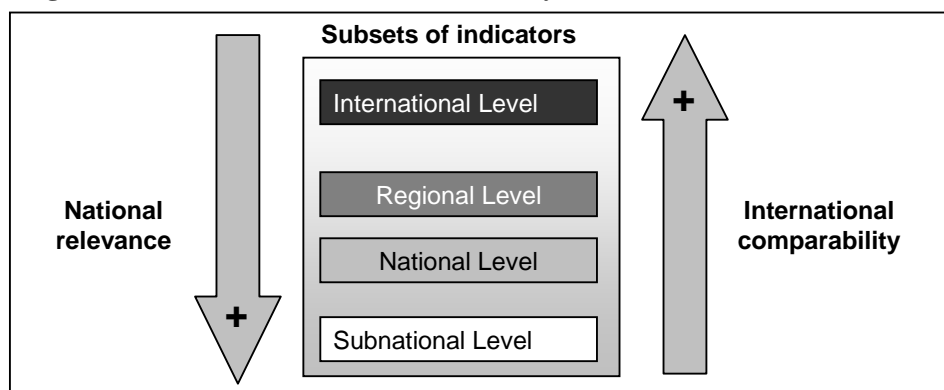 Subsets of indicators
International Level
Regional Level
National Level
Subnational Level
National
relevance
+
International
comparability
+